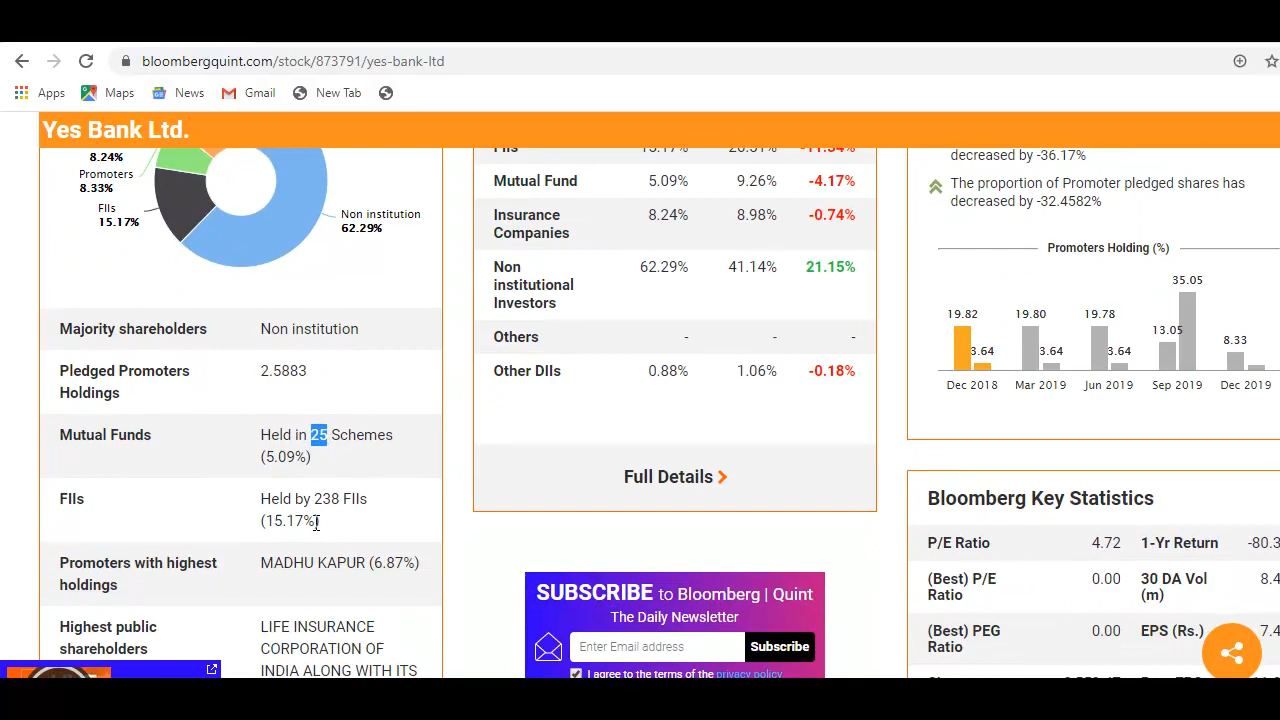 bloombergquint.com/stock/873791/yes-bank-ltd
Apps Maps News Gmail New Tab
Yes Bank Ltd.
8.24%
Promoters
8.33%
FIIs
15.17%
Non institution
62.29%
Majority shareholders Non institution
Pledged Promoters 2.5883
Holdings
Mutual Funds Held in 25 Schemes
(5.09%)
FIIs Held by 238 FIIs
(15.17%)
Promoters with highest MADHU KAPUR (6.87%)
holdings
Highest public LIFE INSURANCE
shareholders CORPORATION OF
INDIA ALONG WITH ITS
Mutual Fund 5.09% 9.26% -4.17%
Insurance 8.24% 8.98% -0.74%
Companies
Non 62.29% 41.14% 21.15%
institutional
Investors
Others - - -
Other DIIs 0.88% 1.06% -0.18%
Full Details
SUBSCRIBE to Bloomberg | Quint
The Daily Newsletter
Enter Email address Subscribe
I agree to the terms of the privacy policy
decreased by -36.17%
The proportion of Promoter pledged shares has
decreased by -32.4582%
Promoters Holding (%)
35.05
19.82 19.80 19.78 13.05
3.64 3.64 3.64 8.33
Dec 2018 Mar 2019 Jun 2019 Sep 2019 Dec 2019
Bloomberg Key Statistics
P/E Ratio 4.72 1-Yr Return -80.3
(Best) P/E 0.00 30 DA Vol 8.4
Ratio (m)
(Best) PEG 0.00 EPS (Rs.) 7.4
Ratio